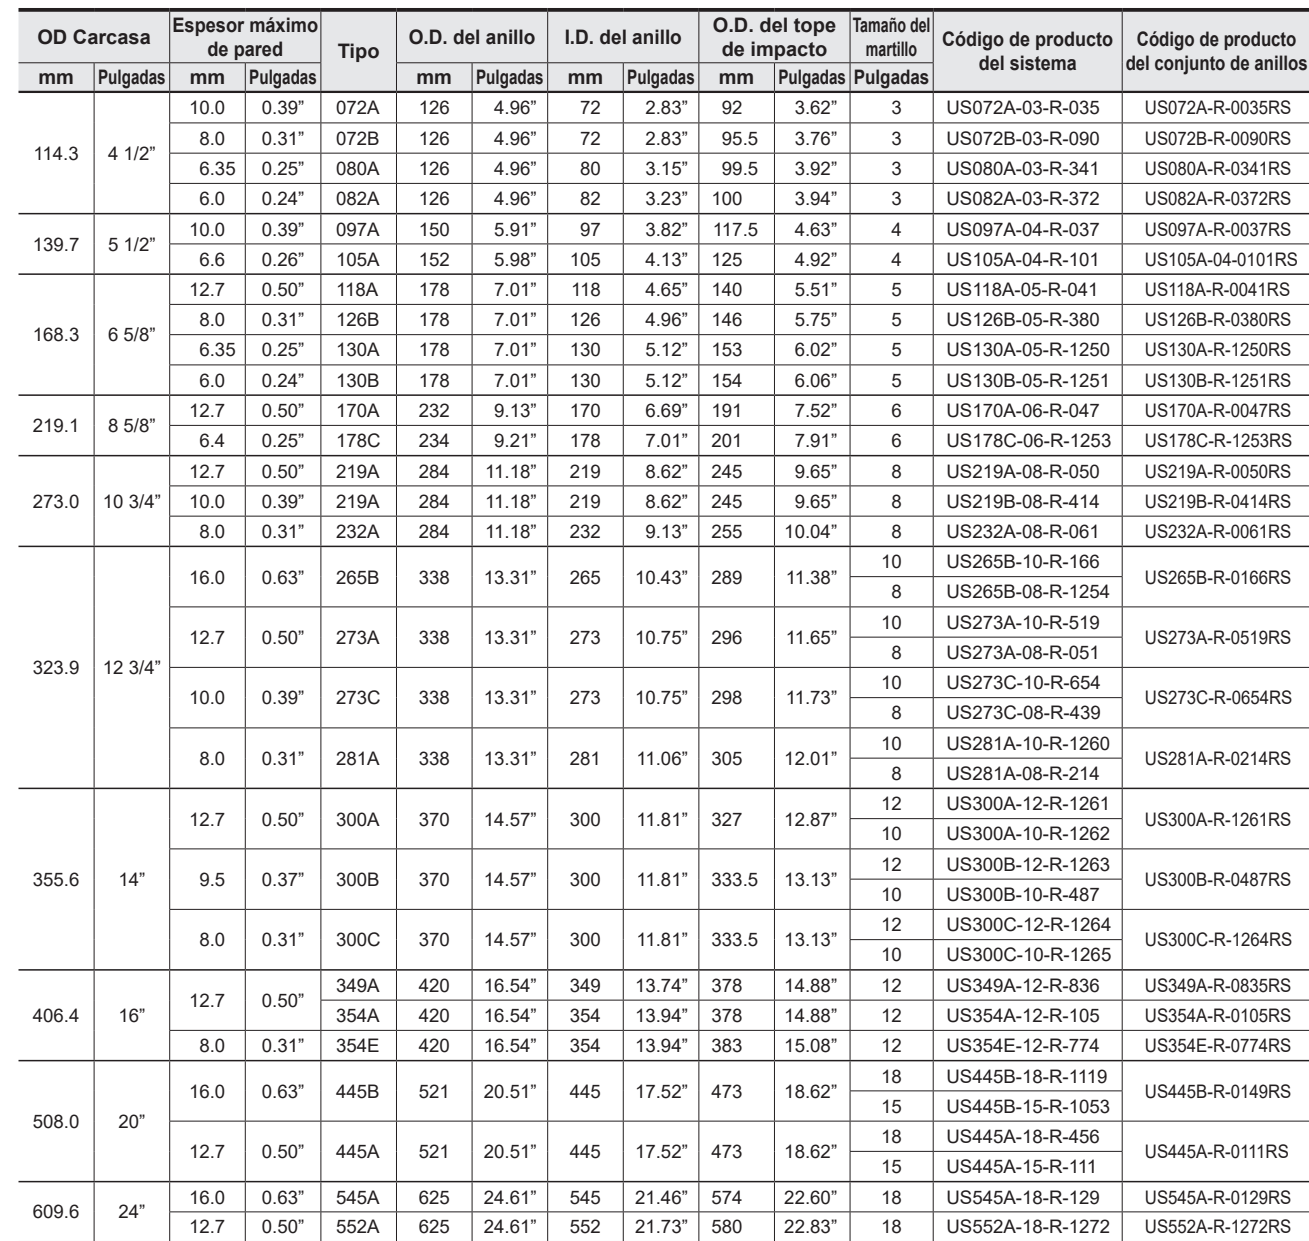 OD Carcasa Espesor máximo de pared Tipo O.D. del anillo I.D. del anillo O.D. del tope de impacto Tamaño del martillo Código de producto del sistema Código de producto del conjunto de anillos
mm Pulgadas mm Pulgadas mm Pulgadas mm Pulgadas mm Pulgadas Pulgadas
114.3 4 1/2” 10.0 0.39” 072A 126 4.96” 72 2.83” 92 3.62” 3 US072A-03-R-035 US072A-R-0035RS
8.0 0.31” 072B 126 4.96” 72 2.83” 95.5 3.76” 3 US072B-03-R-090 US072B-R-0090RS
6.35 0.25” 080A 126 4.96” 80 3.15” 99.5 3.92” 3 US080A-03-R-341 US080A-R-0341RS
6.0 0.24” 082A 126 4.96” 82 3.23” 100 3.94” 3 US082A-03-R-372 US082A-R-0372RS
139.7 5 1/2” 10.0 0.39” 097A 150 5.91” 97 3.82” 117.5 4.63” 4 US097A-04-R-037 US097A-R-0037RS
6.6 0.26” 105A 152 5.98” 105 4.13” 125 4.92” 4 US105A-04-R-101 US105A-04-0101RS
168.3 6 5/8” 12.7 0.50” 118A 178 7.01” 118 4.65” 140 5.51” 5 US118A-05-R-041 US118A-R-0041RS
8.0 0.31” 126B 178 7.01” 126 4.96” 146 5.75” 5 US126B-05-R-380 US126B-R-0380RS
6.35 0.25” 130A 178 7.01” 130 5.12” 153 6.02” 5 US130A-05-R-1250 US130A-R-1250RS
6.0 0.24” 130B 178 7.01” 130 5.12” 154 6.06” 5 US130B-05-R-1251 US130B-R-1251RS
219.1 8 5/8” 12.7 0.50” 170A 232 9.13” 170 6.69” 191 7.52” 6 US170A-06-R-047 US170A-R-0047RS
6.4 0.25” 178C 234 9.21” 178 7.01” 201 7.91” 6 US178C-06-R-1253 US178C-R-1253RS
273.0 10 3/4” 12.7 0.50” 219A 284 11.18” 219 8.62” 245 9.65” 8 US219A-08-R-050 US219A-R-0050RS
10.0 0.39” 219A 284 11.18” 219 8.62” 245 9.65” 8 US219B-08-R-414 US219B-R-0414RS
8.0 0.31” 232A 284 11.18” 232 9.13” 255 10.04” 8 US232A-08-R-061 US232A-R-0061RS
323.9 12 3/4” 16.0 0.63” 265B 338 13.31” 265 10.43” 289 11.38” 10 US265B-10-R-166 US265B-R-0166RS
8 US265B-08-R-1254
12.7 0.50” 273A 338 13.31” 273 10.75” 296 11.65” 10 US273A-10-R-519 US273A-R-0519RS
8 US273A-08-R-051
10.0 0.39” 273C 338 13.31” 273 10.75” 298 11.73” 10 US273C-10-R-654 US273C-R-0654RS
8 US273C-08-R-439
8.0 0.31” 281A 338 13.31” 281 11.06” 305 12.01” 10 US281A-10-R-1260 US281A-R-0214RS
8 US281A-08-R-214
355.6 14” 12.7 0.50” 300A 370 14.57” 300 11.81” 327 12.87” 12 US300A-12-R-1261 US300A-R-1261RS
10 US300A-10-R-1262
9.5 0.37” 300B 370 14.57” 300 11.81” 333.5 13.13” 12 US300B-12-R-1263 US300B-R-0487RS
10 US300B-10-R-487
8.0 0.31” 300C 370 14.57” 300 11.81” 333.5 13.13” 12 US300C-12-R-1264 US300C-R-1264RS
10 US300C-10-R-1265
406.4 16” 12.7 0.50” 349A 420 16.54” 349 13.74” 378 14.88” 12 US349A-12-R-836 US349A-R-0835RS
354A 420 16.54” 354 13.94” 378 14.88” 12 US354A-12-R-105 US354A-R-0105RS
8.0 0.31” 354E 420 16.54” 354 13.94” 383 15.08” 12 US354E-12-R-774 US354E-R-0774RS
508.0 20” 16.0 0.63” 445B 521 20.51” 445 17.52” 473 18.62” 18 US445B-18-R-1119 US445B-R-0149RS
15 US445B-15-R-1053
12.7 0.50” 445A 521 20.51” 445 17.52” 473 18.62” 18 US445A-18-R-456 US445A-R-0111RS
15 US445A-15-R-111
609.6 24” 16.0 0.63” 545A 625 24.61” 545 21.46” 574 22.60” 18 US545A-18-R-129 US545A-R-0129RS
12.7 0.50” 552A 625 24.61” 552 21.73” 580 22.83” 18 US552A-18-R-1272 US552A-R-1272RS